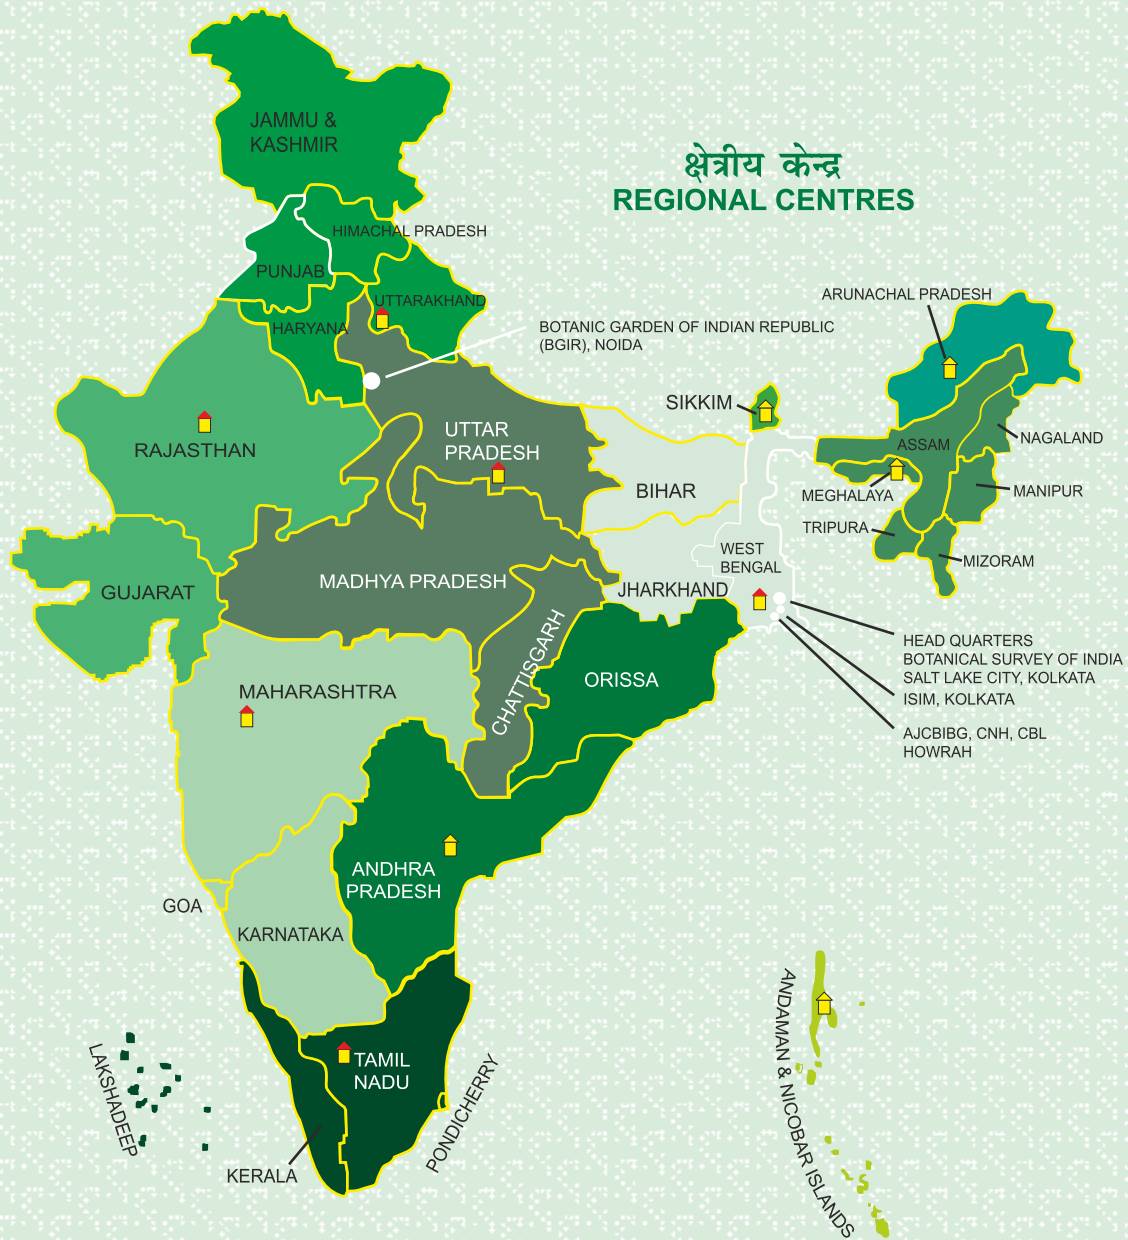 JAMMU &
KASHMIR
क्षेत्रीय केन्द्र
REGIONAL CENTRES
HIMACHAL PRADESH
PUNJAB
UTTARAKHAND
HARYANA
BOTANIC GARDEN OF INDIAN REPUBLIC
(BGIR), NOIDA
ARUNACHAL PRADESH
SIKKIM
RAJASTHAN
UTTAR
PRADESH
BIHAR
ASSAM
NAGALAND
MEGHALAYA
MANIPUR
TRIPURA
MIZORAM
WEST
BENGAL
GUJARAT
MADHYA PRADESH
JHARKHAND
CHATTISGARH
ORISSA
HEAD QUARTERS
BOTANICAL SURVEY OF INDIA
SALT LAKE CITY, KOLKATA
ISIM, KOLKATA
AJCBIBG, CNH, CBL
HOWRAH
MAHARASHTRA
ANDHRA
PRADESH
GOA
KARNATAKA
TAMIL
NADU
LAKSHADEEP
PONDICHERRY
KERALA
ANDAMAN & NICOBAR ISLANDS